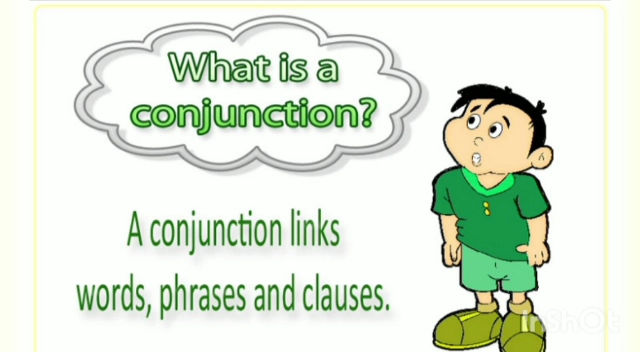 What is a
conjunction?
A conjunction links
words, phrases and clauses.
InShOt